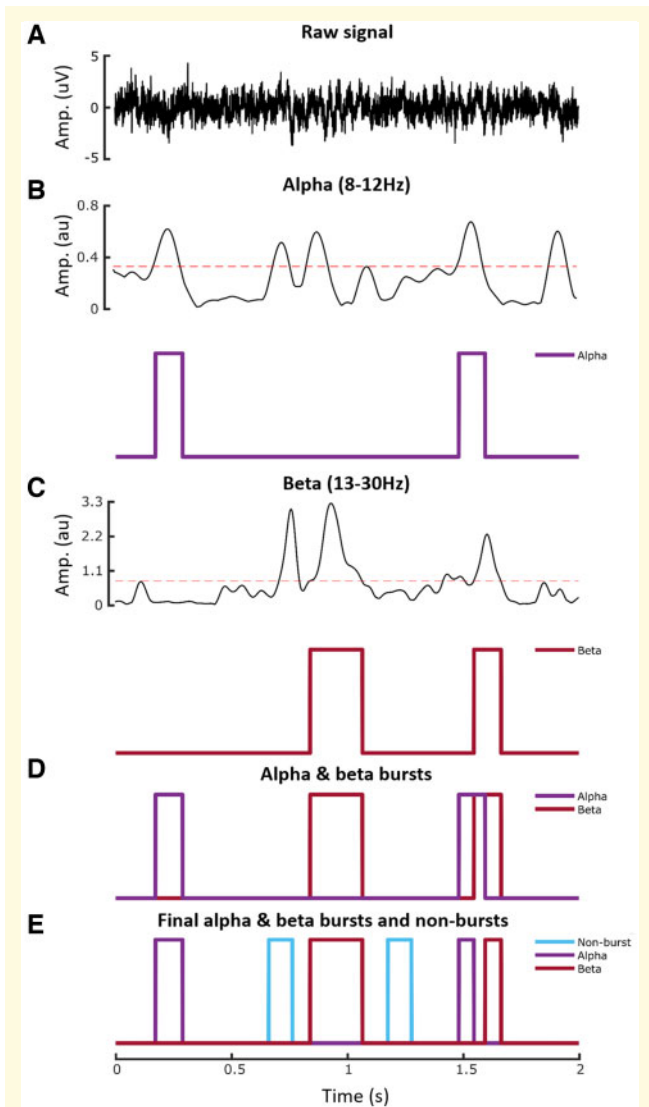 A
Raw signal
5
0
-5
Amp. (uV)
B
Alpha (8-12Hz)
0.8
0.4
0
Amp. (au)
Alpha
C
Beta (13-30Hz)
3.3
2.2
1.1
0
Amp. (au)
Beta
D
Alpha & beta bursts
Alpha
Beta
E
Final alpha & beta bursts and non-bursts
Non-burst
Alpha
Beta
0 0.5 1 1.5 2
Time (s)